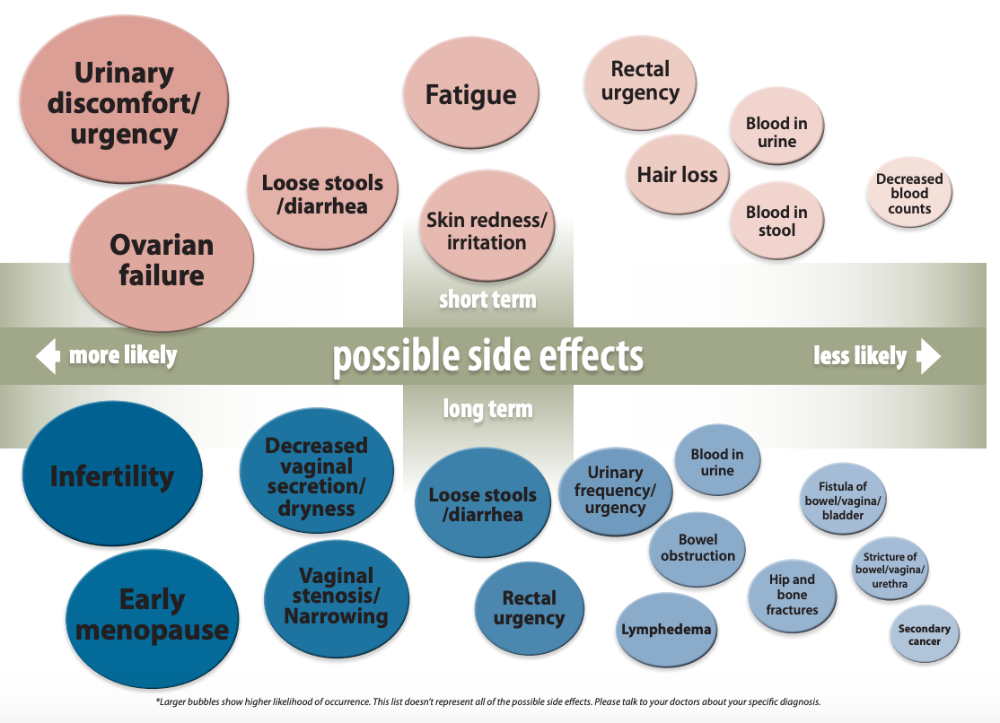 Urinary
discomfort/
urgency
Ovarian
failure
Loose stools
/diarrhea
Fatigue
Skin redness/
irritation
Rectal
urgency
Hair loss
Blood in
urine
Blood in
stool
Decreased
blood
counts
short term
more likely
possible side effects
less likely
long term
Infertility
Early
menopause
Decreased
vaginal
secretion/
dryness
Vaginal
stenosis/
Narrowing
Loose stools
/diarrhea
Rectal
urgency
Urinary
frequency/
urgency
Blood in
urine
Bowel
obstruction
Lymphedema
Hip and
bone
fractures
Fistula of
bowel/vagina/
bladder
Stricture of
bowel/vagina/
urethra
Secondary
cancer
*Larger bubbles show higher likelihood of occurrence. This list doesn't represent all of the possible side effects. Please talk to your doctors about your specific diagnosis.